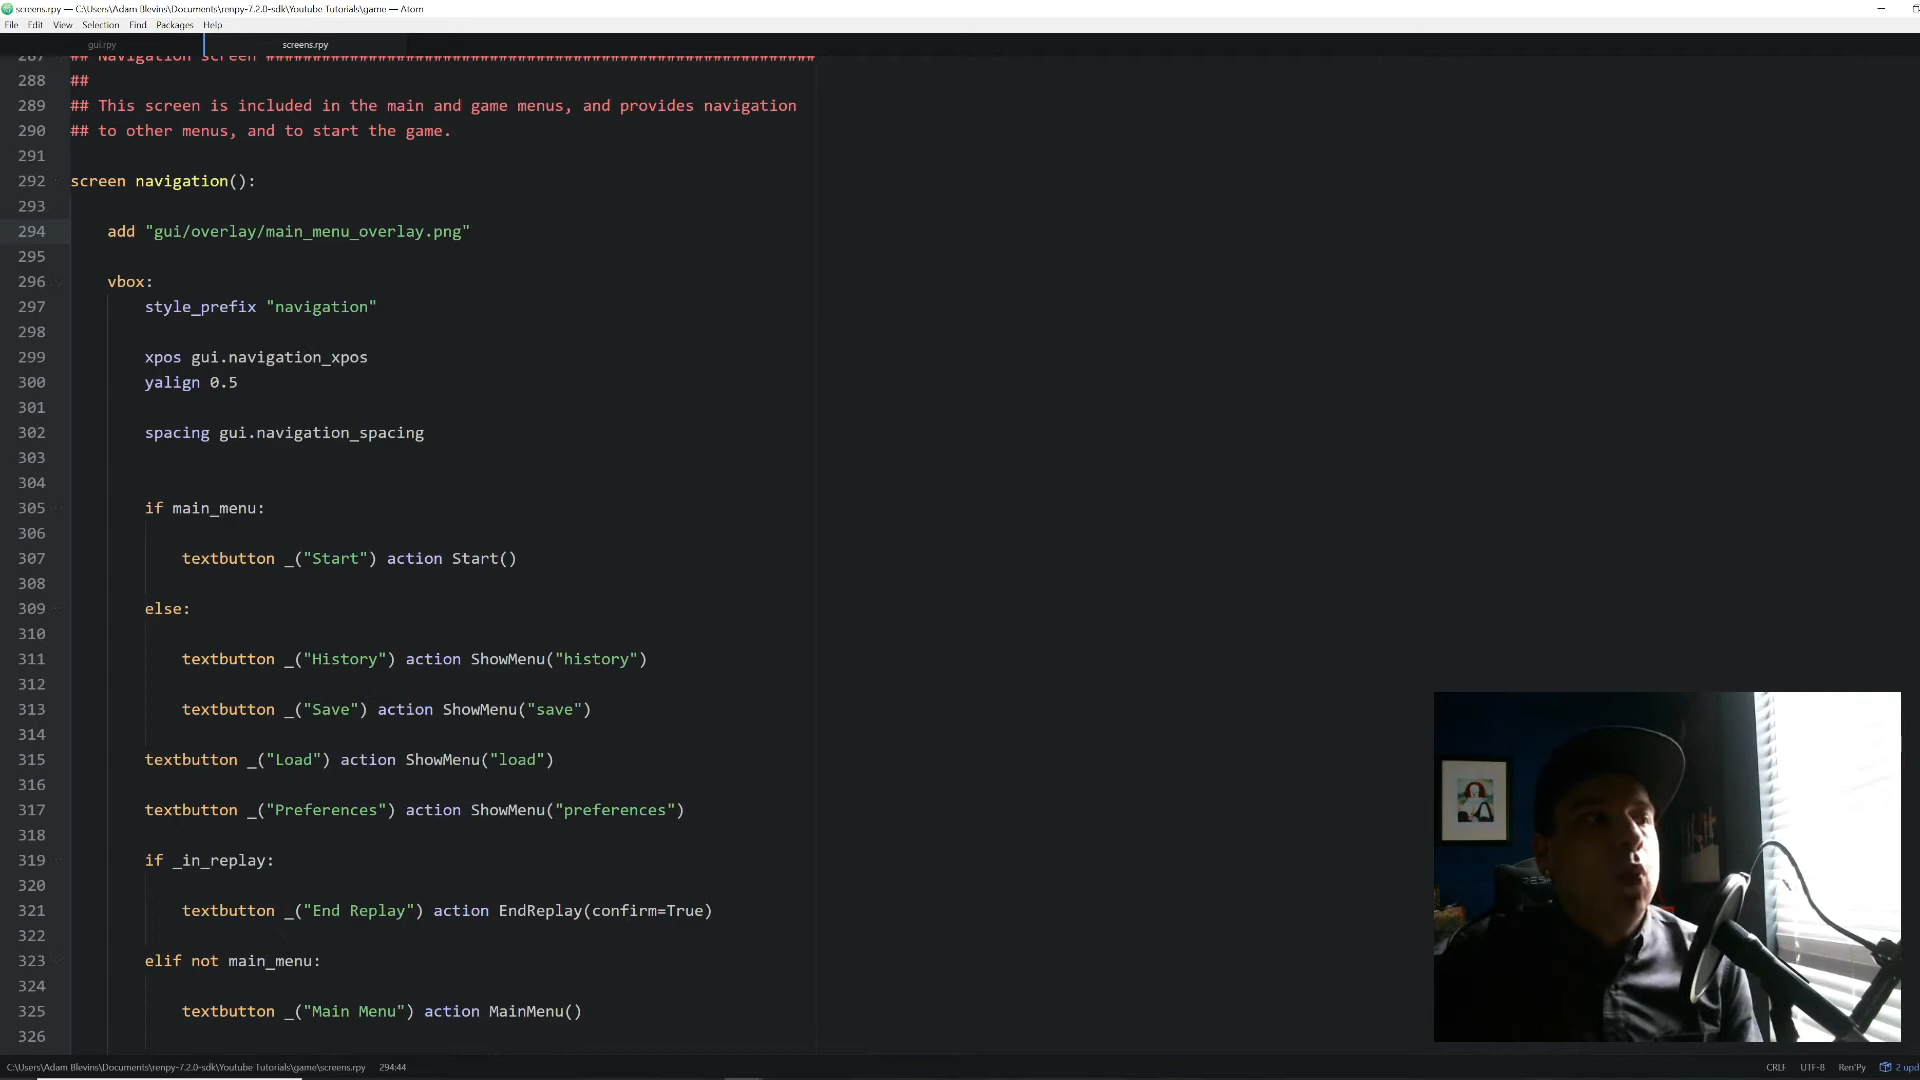 screens.rpy — C:\Users\Adam Blevins\Documents\renpy-7.2.0-sdk\Youtube Tutorials\game — Atom
File Edit View Selection Find Packages Help
gui.rpy screens.rpy
287 ## Navigation screen ###########################################################
288 ##
289 ## This screen is included in the main and game menus, and provides navigation
290 ## to other menus, and to start the game.
291
292 screen navigation():
293
294 add "gui/overlay/main_menu_overlay.png"
295
296 vbox:
297 style_prefix "navigation"
298
299 xpos gui.navigation_xpos
300 yalign 0.5
301
302 spacing gui.navigation_spacing
303
304
305 if main_menu:
306
307 textbutton _("Start") action Start()
308
309 else:
310
311 textbutton _("History") action ShowMenu("history")
312
313 textbutton _("Save") action ShowMenu("save")
314
315 textbutton _("Load") action ShowMenu("load")
316
317 textbutton _("Preferences") action ShowMenu("preferences")
318
319 if _in_replay:
320
321 textbutton _("End Replay") action EndReplay(confirm=True)
322
323 elif not main_menu:
324
325 textbutton _("Main Menu") action MainMenu()
326
C:\Users\Adam Blevins\Documents\renpy-7.2.0-sdk\Youtube Tutorials\game\screens.rpy 294:44 CRLF UTF-8 Ren'Py 2 upd